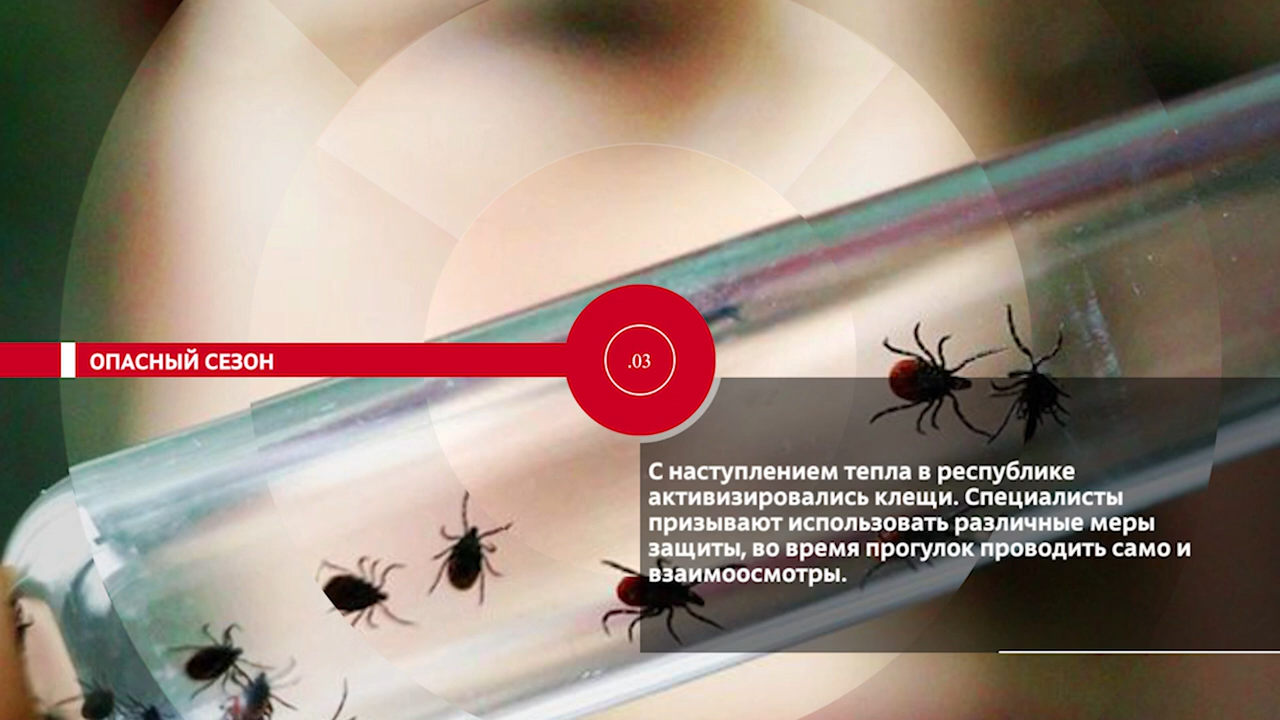 ОПАСНЫЙ СЕЗОН
.03
С наступлением тепла в республике
активизировались клещи. Специалисты
призывают использовать различные меры
защиты, во время прогулок проводить само и
взаимоосмотры.